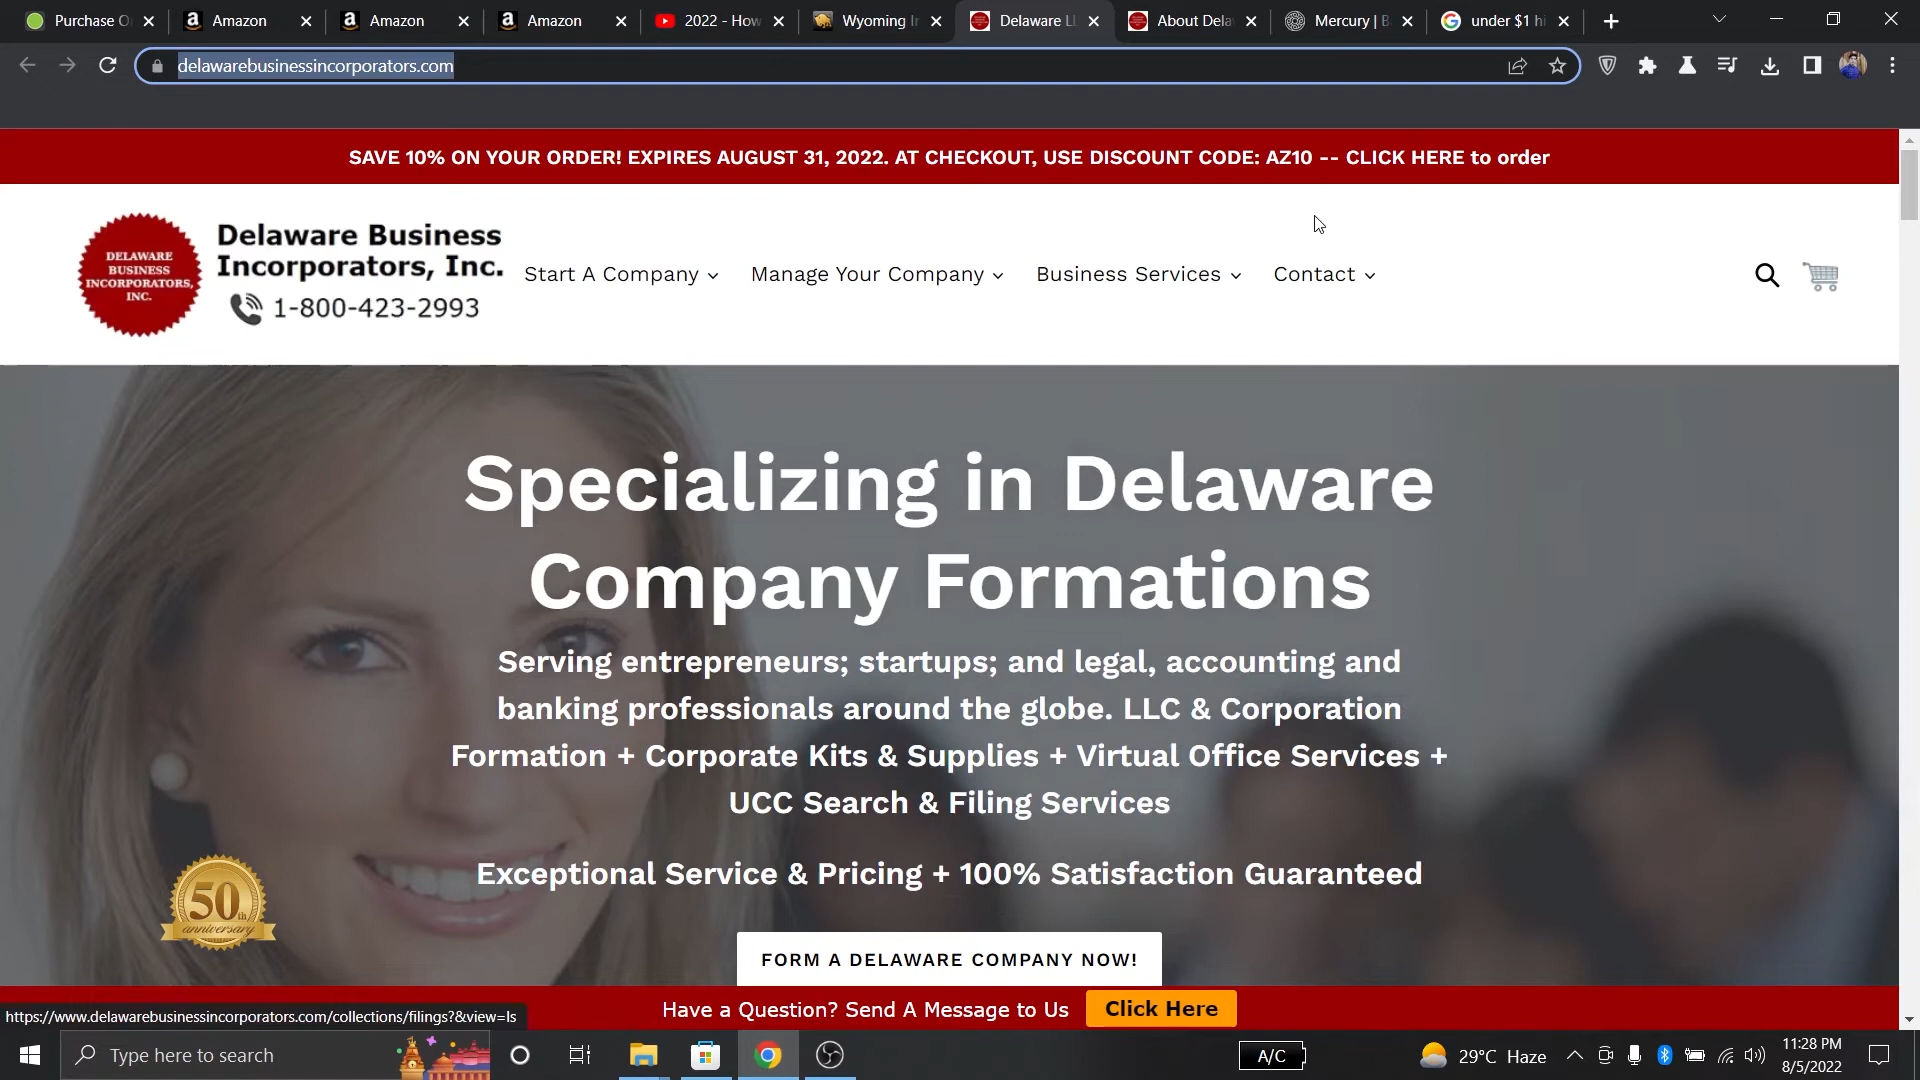 Purchase O
Amazon
Amazon
Amazon
2022 - How
Wyoming In
Delaware LL
About Dela
Mercury | B
under $1 hi
delawarebusinessincorporators.com
SAVE 10% ON YOUR ORDER! EXPIRES AUGUST 31, 2022. AT CHECKOUT, USE DISCOUNT CODE: AZ10 -- CLICK HERE to order
DELAWARE
BUSINESS
INCORPORATORS,
INC.
Delaware Business
Incorporators, Inc.
1-800-423-2993
Start A Company
Manage Your Company
Business Services
Contact
Specializing in Delaware
Company Formations
Serving entrepreneurs; startups; and legal, accounting and
banking professionals around the globe. LLC & Corporation
Formation + Corporate Kits & Supplies + Virtual Office Services +
UCC Search & Filing Services
Exceptional Service & Pricing + 100% Satisfaction Guaranteed
50th
anniversary
FORM A DELAWARE COMPANY NOW!
Have a Question? Send A Message to Us
Click Here
https://www.delawarebusinessincorporators.com/collections/filings?&view=ls
Type here to search
A/C
29°C Haze
11:28 PM
8/5/2022